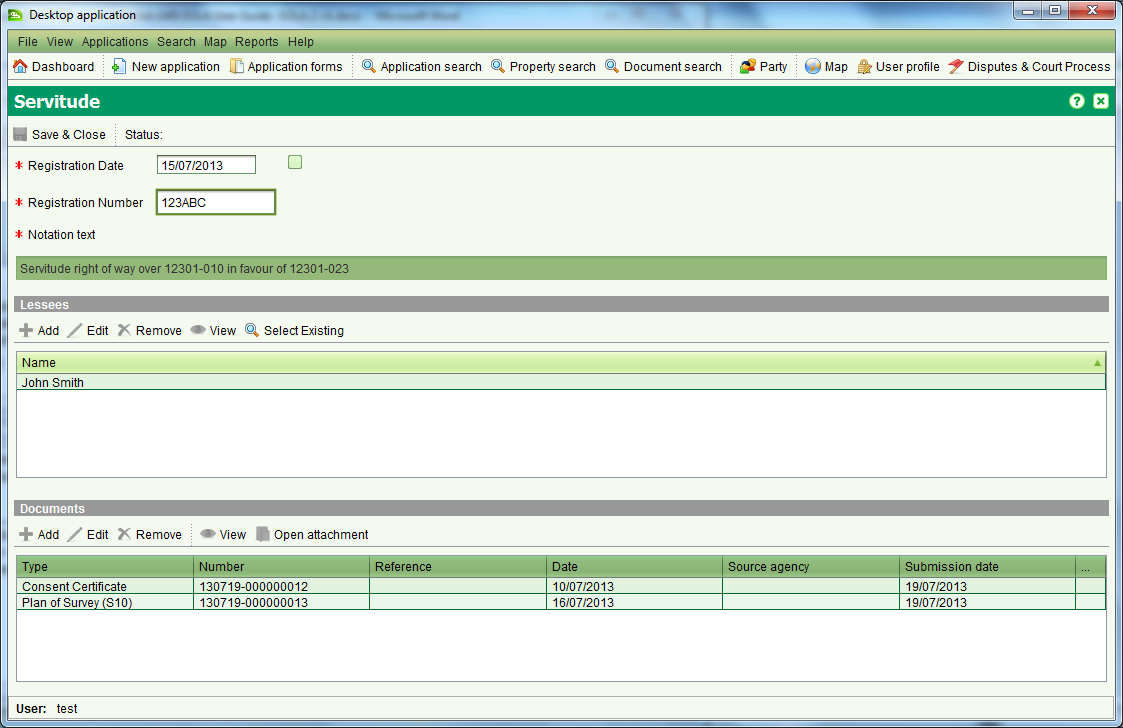 Desktop application
File View Applications Search Map Reports Help
Dashboard New application Application forms Application search Property search Document search Party Map User profile Disputes & Court Process
Servitude
Save & Close Status:
* Registration Date 15/07/2013
* Registration Number 123ABC
* Notation text
Servitude right of way over 12301-010 in favour of 12301-023
Lessees
Add Edit Remove View Select Existing
Name
John Smith
Documents
Add Edit Remove View Open attachment
Type Number Reference Date Source agency Submission date ...
Consent Certificate 130719-000000012 10/07/2013 19/07/2013
Plan of Survey (S10) 130719-000000013 16/07/2013 19/07/2013
User: test